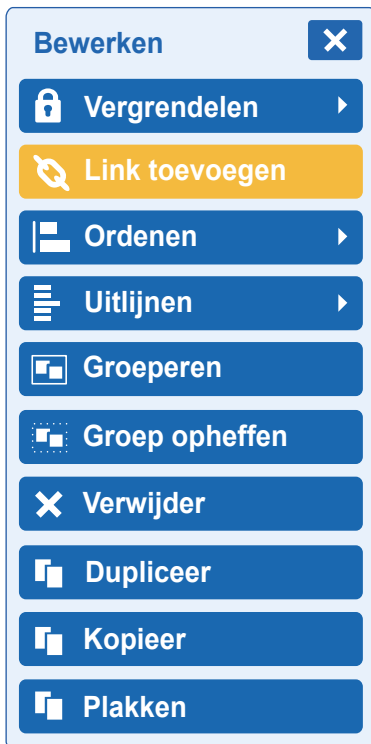 Bewerken
Vergrendelen
Link toevoegen
Ordenen
Uitlijnen
Groeperen
Groep opheffen
Verwijder
Dupliceer
Kopieer
Plakken